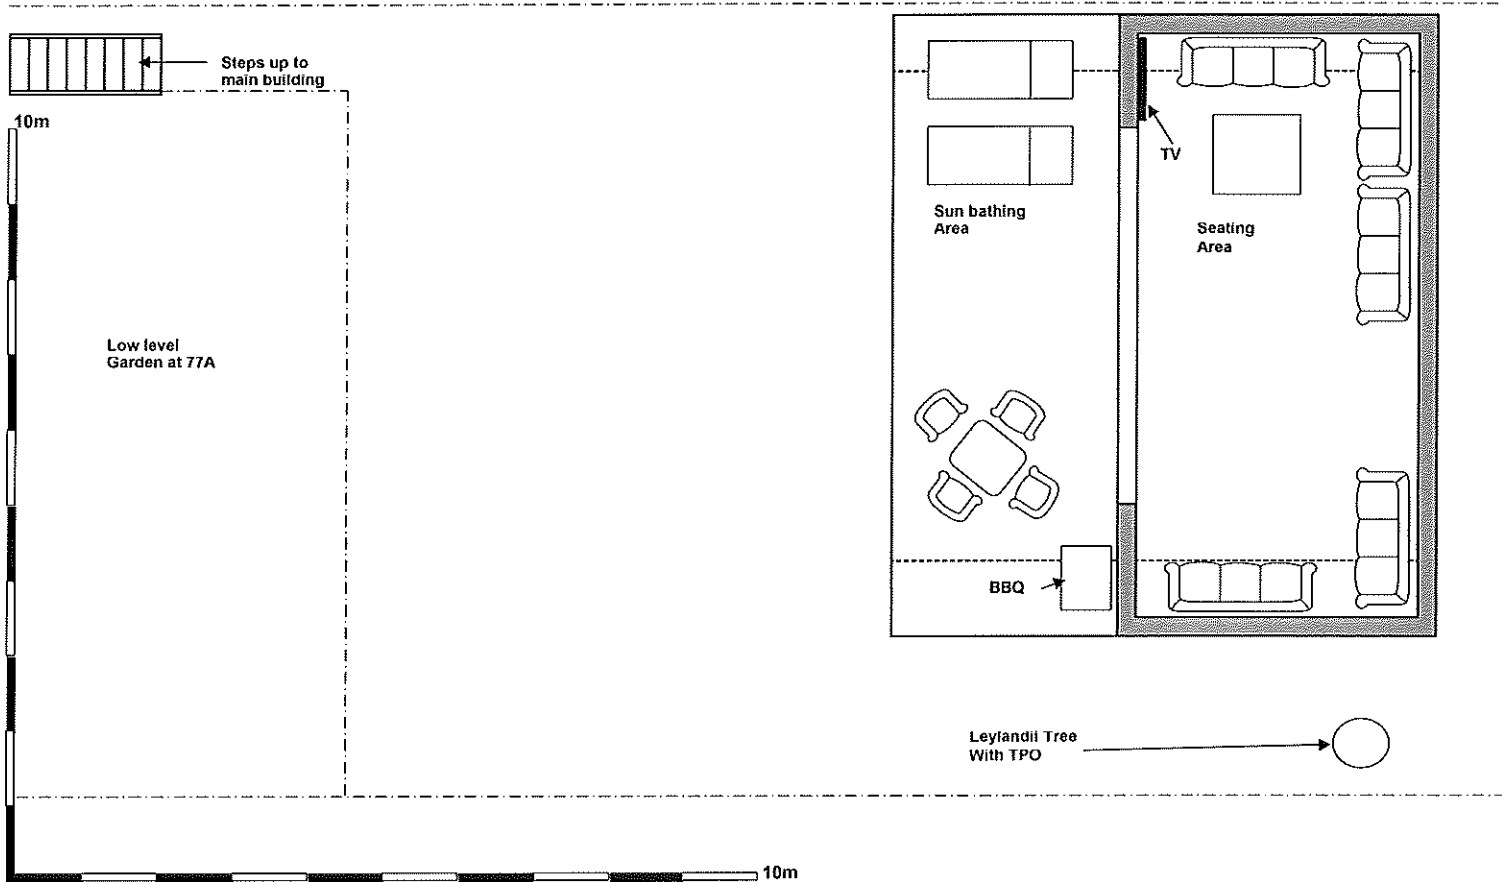 Steps up to
main building
10m
TV
Sun bathing
Area
Seating
Area
Low level
Garden at 77A
BBQ
Leylandii Tree
With TPO
10m